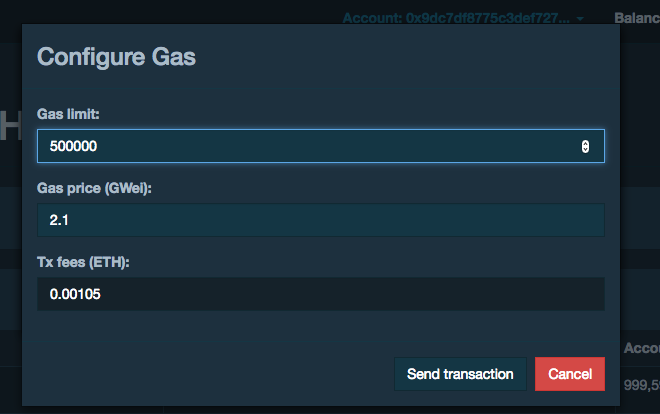 Account: 0x9dc7df8775c3def727...
Balanc
Configure Gas
H
Gas limit:
500000
Gas price (GWei):
2.1
Tx fees (ETH):
0.00105
Acco
Send transaction Cancel
999,5